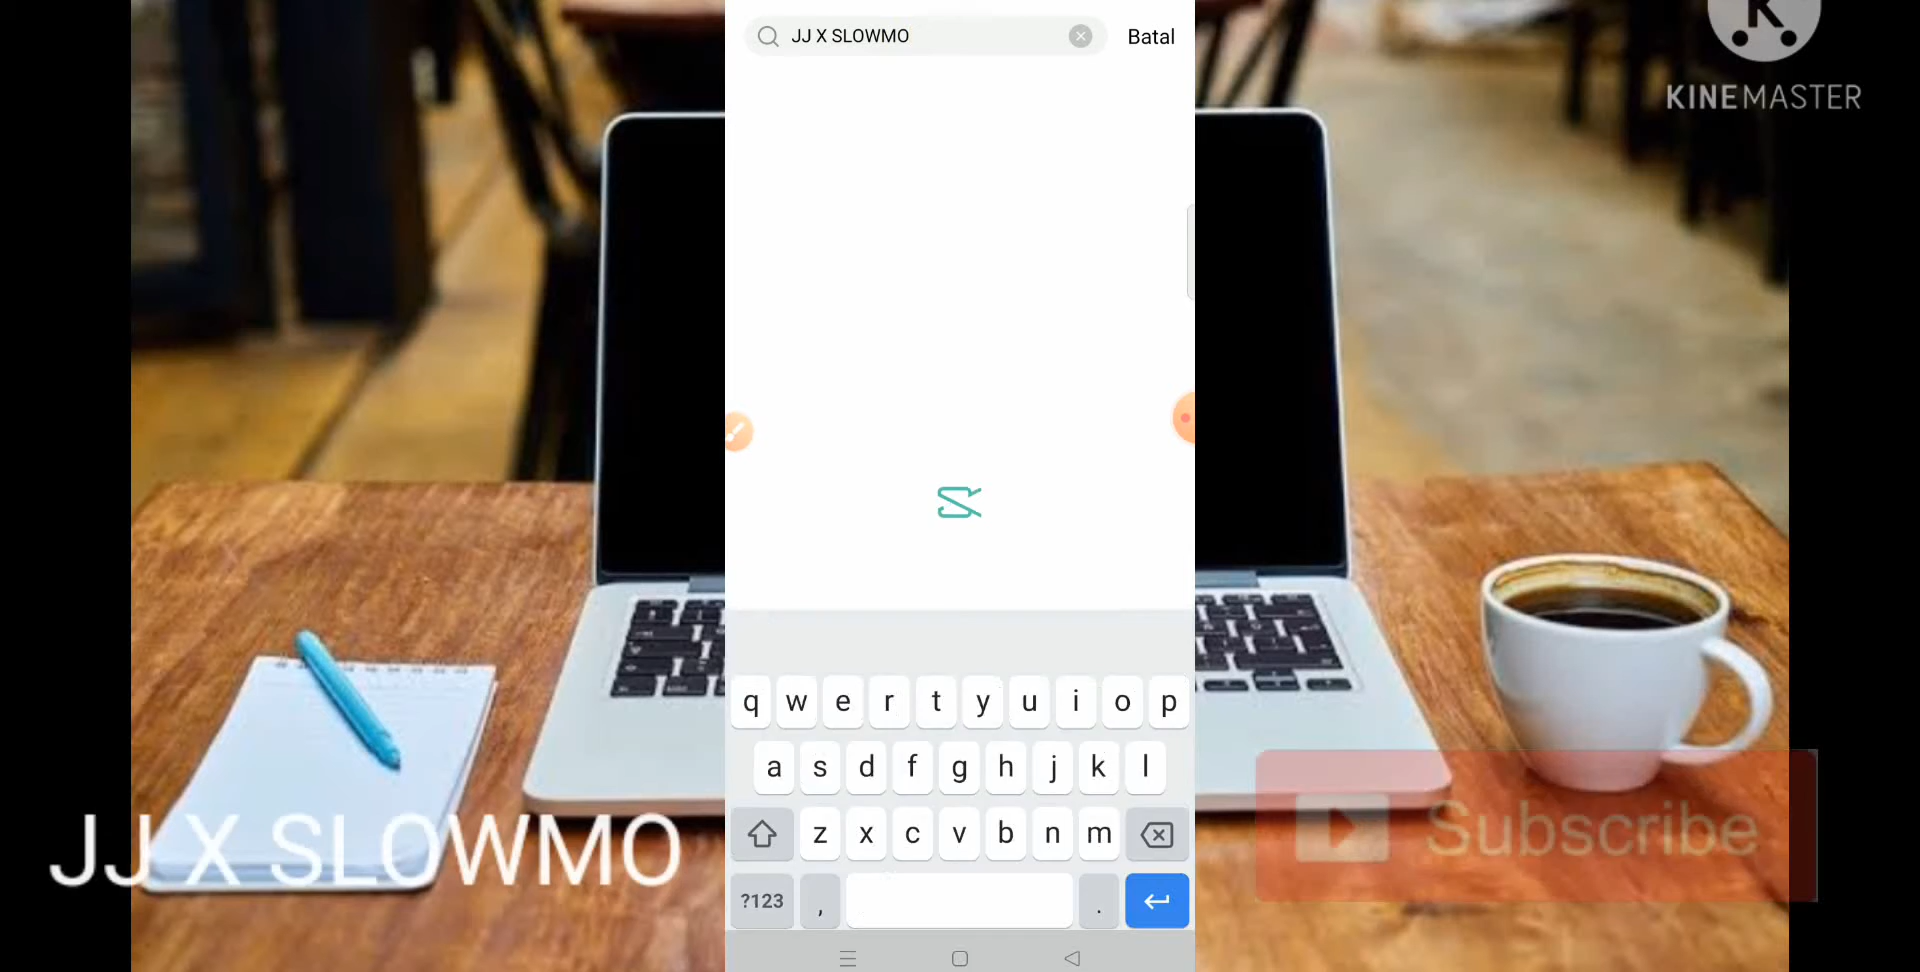 JJ X SLOWMO
Batal
KINEMASTER
q w e r t y u i o p
a s d f g h j k l
z x c v b n m
?123 , .
JJ X SLOWMO
Subscribe